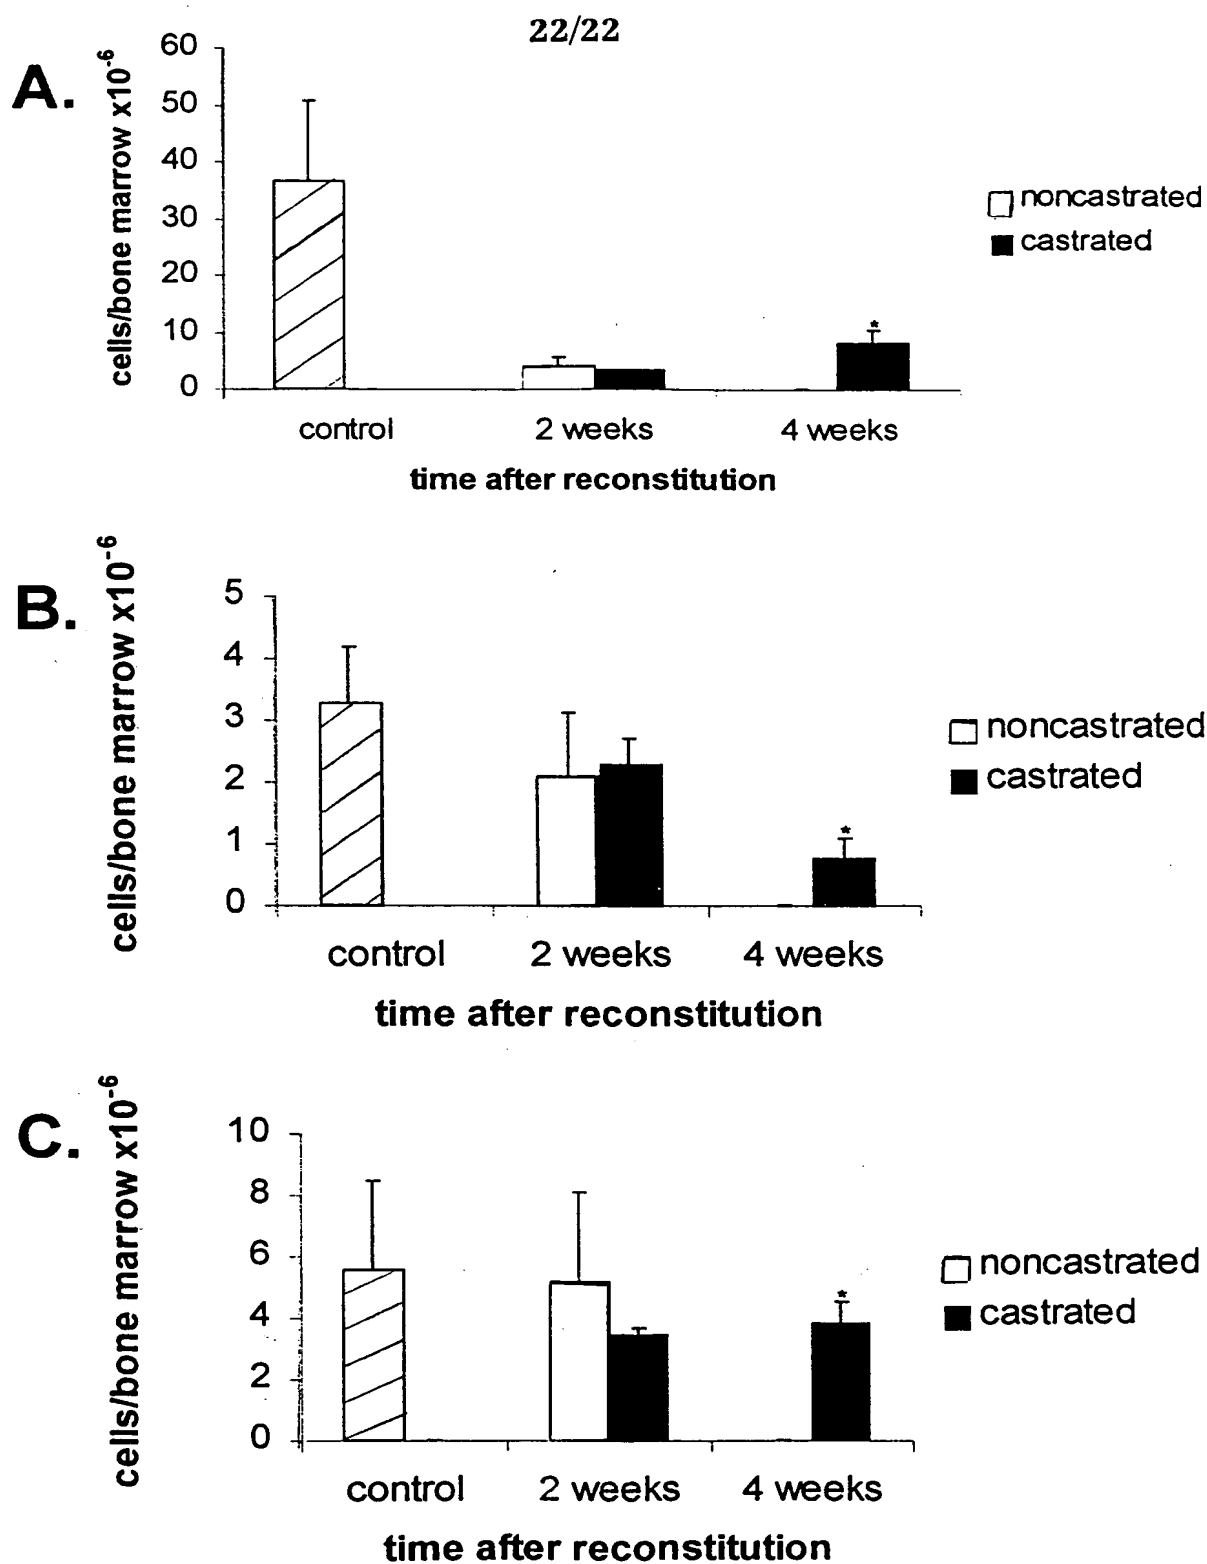 22/22
A.
cells/bone marrow x10⁻⁶
60
50
40
30
20
10
0
noncastrated
castrated
*
control 2 weeks 4 weeks
time after reconstitution
B.
cells/bone marrow x10⁻⁶
5
4
3
2
1
0
noncastrated
castrated
*
control 2 weeks 4 weeks
time after reconstitution
C.
cells/bone marrow x10⁻⁶
10
8
6
4
2
0
noncastrated
castrated
*
control 2 weeks 4 weeks
time after reconstitution